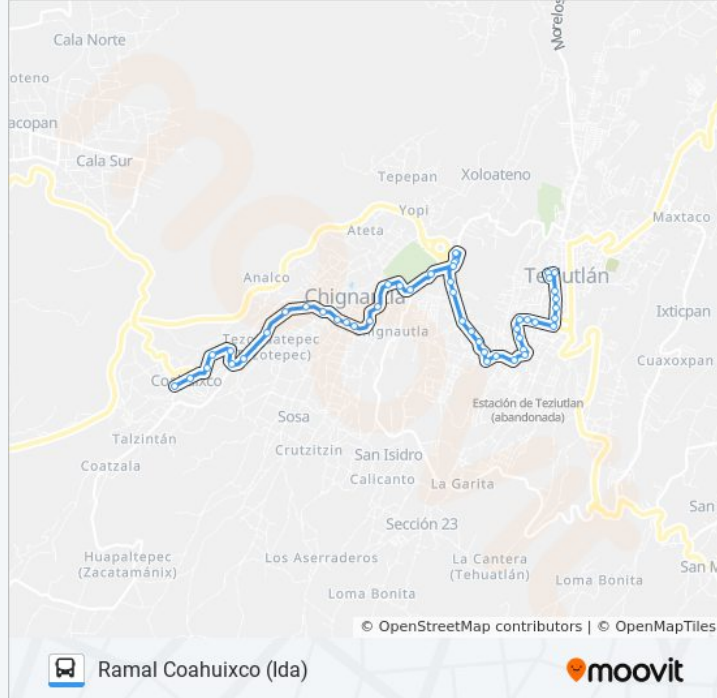 Morelos
Cala Norte
oteno
acopan
Cala Sur
Tepepan
Xoloateno
Yopi
Maxtaco
Ateta
Analco
Teziutlán
Chignautla
Ixticpan
Chignautla
Tezompatepec
(Zotepec)
Cuaxoxpan
Coahuixco
Estación de Teziutlan
(abandonada)
Sosa
Talzintán
Crutzitzin
San Isidro
Coatzala
Calicanto
La Garita
San
Sección 23
Huapaltepec
(Zacatamánix)
Los Aserraderos
La Cantera
(Tehuatlán)
San M
Loma Bonita
Loma Bonita
© OpenStreetMap contributors | © OpenMapTiles
Ramal Coahuixco (Ida)
moovit